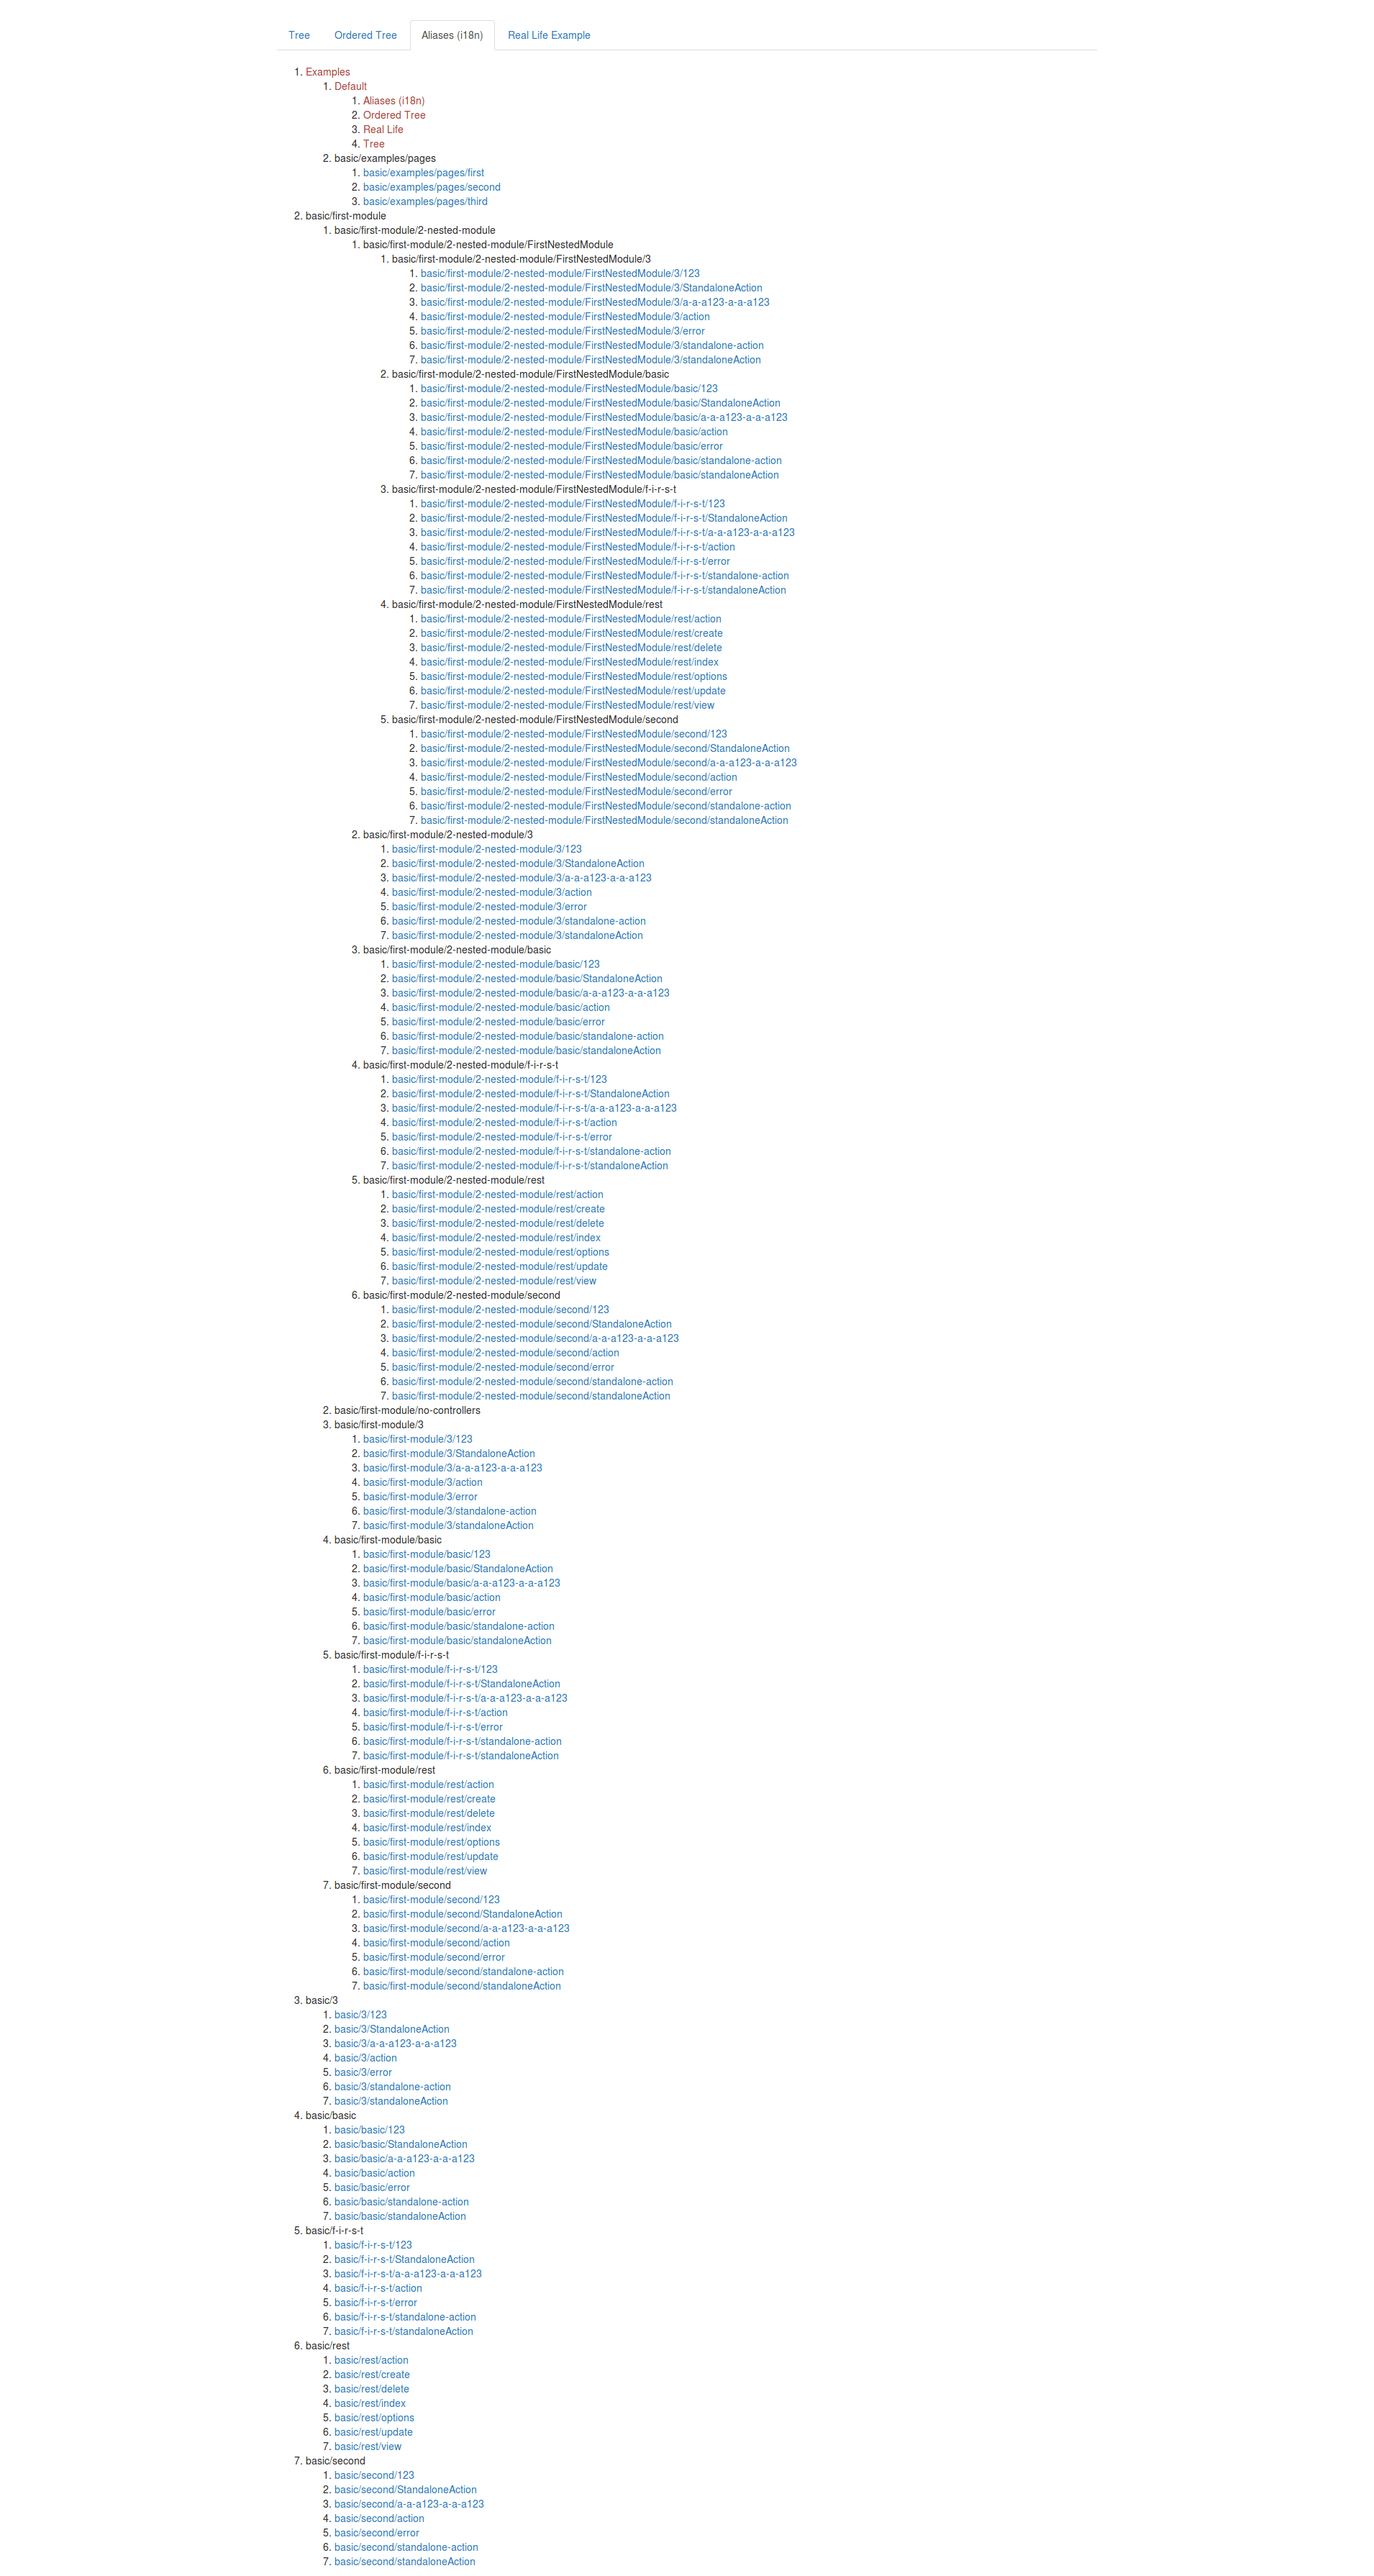 Tree Ordered Tree Aliases (i18n) Real Life Example
1. Examples
1. Default
1. Aliases (i18n)
2. Ordered Tree
3. Real Life
4. Tree
2. basic/examples/pages
1. basic/examples/pages/first
2. basic/examples/pages/second
3. basic/examples/pages/third
2. basic/first-module
1. basic/first-module/2-nested-module
1. basic/first-module/2-nested-module/FirstNestedModule
1. basic/first-module/2-nested-module/FirstNestedModule/3
1. basic/first-module/2-nested-module/FirstNestedModule/3/123
2. basic/first-module/2-nested-module/FirstNestedModule/3/StandaloneAction
3. basic/first-module/2-nested-module/FirstNestedModule/3/a-a-a123-a-a-a123
4. basic/first-module/2-nested-module/FirstNestedModule/3/action
5. basic/first-module/2-nested-module/FirstNestedModule/3/error
6. basic/first-module/2-nested-module/FirstNestedModule/3/standalone-action
7. basic/first-module/2-nested-module/FirstNestedModule/3/standaloneAction
2. basic/first-module/2-nested-module/FirstNestedModule/basic
1. basic/first-module/2-nested-module/FirstNestedModule/basic/123
2. basic/first-module/2-nested-module/FirstNestedModule/basic/StandaloneAction
3. basic/first-module/2-nested-module/FirstNestedModule/basic/a-a-a123-a-a-a123
4. basic/first-module/2-nested-module/FirstNestedModule/basic/action
5. basic/first-module/2-nested-module/FirstNestedModule/basic/error
6. basic/first-module/2-nested-module/FirstNestedModule/basic/standalone-action
7. basic/first-module/2-nested-module/FirstNestedModule/basic/standaloneAction
3. basic/first-module/2-nested-module/FirstNestedModule/f-i-r-s-t
1. basic/first-module/2-nested-module/FirstNestedModule/f-i-r-s-t/123
2. basic/first-module/2-nested-module/FirstNestedModule/f-i-r-s-t/StandaloneAction
3. basic/first-module/2-nested-module/FirstNestedModule/f-i-r-s-t/a-a-a123-a-a-a123
4. basic/first-module/2-nested-module/FirstNestedModule/f-i-r-s-t/action
5. basic/first-module/2-nested-module/FirstNestedModule/f-i-r-s-t/error
6. basic/first-module/2-nested-module/FirstNestedModule/f-i-r-s-t/standalone-action
7. basic/first-module/2-nested-module/FirstNestedModule/f-i-r-s-t/standaloneAction
4. basic/first-module/2-nested-module/FirstNestedModule/rest
1. basic/first-module/2-nested-module/FirstNestedModule/rest/action
2. basic/first-module/2-nested-module/FirstNestedModule/rest/create
3. basic/first-module/2-nested-module/FirstNestedModule/rest/delete
4. basic/first-module/2-nested-module/FirstNestedModule/rest/index
5. basic/first-module/2-nested-module/FirstNestedModule/rest/options
6. basic/first-module/2-nested-module/FirstNestedModule/rest/update
7. basic/first-module/2-nested-module/FirstNestedModule/rest/view
5. basic/first-module/2-nested-module/FirstNestedModule/second
1. basic/first-module/2-nested-module/FirstNestedModule/second/123
2. basic/first-module/2-nested-module/FirstNestedModule/second/StandaloneAction
3. basic/first-module/2-nested-module/FirstNestedModule/second/a-a-a123-a-a-a123
4. basic/first-module/2-nested-module/FirstNestedModule/second/action
5. basic/first-module/2-nested-module/FirstNestedModule/second/error
6. basic/first-module/2-nested-module/FirstNestedModule/second/standalone-action
7. basic/first-module/2-nested-module/FirstNestedModule/second/standaloneAction
2. basic/first-module/2-nested-module/3
1. basic/first-module/2-nested-module/3/123
2. basic/first-module/2-nested-module/3/StandaloneAction
3. basic/first-module/2-nested-module/3/a-a-a123-a-a-a123
4. basic/first-module/2-nested-module/3/action
5. basic/first-module/2-nested-module/3/error
6. basic/first-module/2-nested-module/3/standalone-action
7. basic/first-module/2-nested-module/3/standaloneAction
3. basic/first-module/2-nested-module/basic
1. basic/first-module/2-nested-module/basic/123
2. basic/first-module/2-nested-module/basic/StandaloneAction
3. basic/first-module/2-nested-module/basic/a-a-a123-a-a-a123
4. basic/first-module/2-nested-module/basic/action
5. basic/first-module/2-nested-module/basic/error
6. basic/first-module/2-nested-module/basic/standalone-action
7. basic/first-module/2-nested-module/basic/standaloneAction
4. basic/first-module/2-nested-module/f-i-r-s-t
1. basic/first-module/2-nested-module/f-i-r-s-t/123
2. basic/first-module/2-nested-module/f-i-r-s-t/StandaloneAction
3. basic/first-module/2-nested-module/f-i-r-s-t/a-a-a123-a-a-a123
4. basic/first-module/2-nested-module/f-i-r-s-t/action
5. basic/first-module/2-nested-module/f-i-r-s-t/error
6. basic/first-module/2-nested-module/f-i-r-s-t/standalone-action
7. basic/first-module/2-nested-module/f-i-r-s-t/standaloneAction
5. basic/first-module/2-nested-module/rest
1. basic/first-module/2-nested-module/rest/action
2. basic/first-module/2-nested-module/rest/create
3. basic/first-module/2-nested-module/rest/delete
4. basic/first-module/2-nested-module/rest/index
5. basic/first-module/2-nested-module/rest/options
6. basic/first-module/2-nested-module/rest/update
7. basic/first-module/2-nested-module/rest/view
6. basic/first-module/2-nested-module/second
1. basic/first-module/2-nested-module/second/123
2. basic/first-module/2-nested-module/second/StandaloneAction
3. basic/first-module/2-nested-module/second/a-a-a123-a-a-a123
4. basic/first-module/2-nested-module/second/action
5. basic/first-module/2-nested-module/second/error
6. basic/first-module/2-nested-module/second/standalone-action
7. basic/first-module/2-nested-module/second/standaloneAction
2. basic/first-module/no-controllers
3. basic/first-module/3
1. basic/first-module/3/123
2. basic/first-module/3/StandaloneAction
3. basic/first-module/3/a-a-a123-a-a-a123
4. basic/first-module/3/action
5. basic/first-module/3/error
6. basic/first-module/3/standalone-action
7. basic/first-module/3/standaloneAction
4. basic/first-module/basic
1. basic/first-module/basic/123
2. basic/first-module/basic/StandaloneAction
3. basic/first-module/basic/a-a-a123-a-a-a123
4. basic/first-module/basic/action
5. basic/first-module/basic/error
6. basic/first-module/basic/standalone-action
7. basic/first-module/basic/standaloneAction
5. basic/first-module/f-i-r-s-t
1. basic/first-module/f-i-r-s-t/123
2. basic/first-module/f-i-r-s-t/StandaloneAction
3. basic/first-module/f-i-r-s-t/a-a-a123-a-a-a123
4. basic/first-module/f-i-r-s-t/action
5. basic/first-module/f-i-r-s-t/error
6. basic/first-module/f-i-r-s-t/standalone-action
7. basic/first-module/f-i-r-s-t/standaloneAction
6. basic/first-module/rest
1. basic/first-module/rest/action
2. basic/first-module/rest/create
3. basic/first-module/rest/delete
4. basic/first-module/rest/index
5. basic/first-module/rest/options
6. basic/first-module/rest/update
7. basic/first-module/rest/view
7. basic/first-module/second
1. basic/first-module/second/123
2. basic/first-module/second/StandaloneAction
3. basic/first-module/second/a-a-a123-a-a-a123
4. basic/first-module/second/action
5. basic/first-module/second/error
6. basic/first-module/second/standalone-action
7. basic/first-module/second/standaloneAction
3. basic/3
1. basic/3/123
2. basic/3/StandaloneAction
3. basic/3/a-a-a123-a-a-a123
4. basic/3/action
5. basic/3/error
6. basic/3/standalone-action
7. basic/3/standaloneAction
4. basic/basic
1. basic/basic/123
2. basic/basic/StandaloneAction
3. basic/basic/a-a-a123-a-a-a123
4. basic/basic/action
5. basic/basic/error
6. basic/basic/standalone-action
7. basic/basic/standaloneAction
5. basic/f-i-r-s-t
1. basic/f-i-r-s-t/123
2. basic/f-i-r-s-t/StandaloneAction
3. basic/f-i-r-s-t/a-a-a123-a-a-a123
4. basic/f-i-r-s-t/action
5. basic/f-i-r-s-t/error
6. basic/f-i-r-s-t/standalone-action
7. basic/f-i-r-s-t/standaloneAction
6. basic/rest
1. basic/rest/action
2. basic/rest/create
3. basic/rest/delete
4. basic/rest/index
5. basic/rest/options
6. basic/rest/update
7. basic/rest/view
7. basic/second
1. basic/second/123
2. basic/second/StandaloneAction
3. basic/second/a-a-a123-a-a-a123
4. basic/second/action
5. basic/second/error
6. basic/second/standalone-action
7. basic/second/standaloneAction